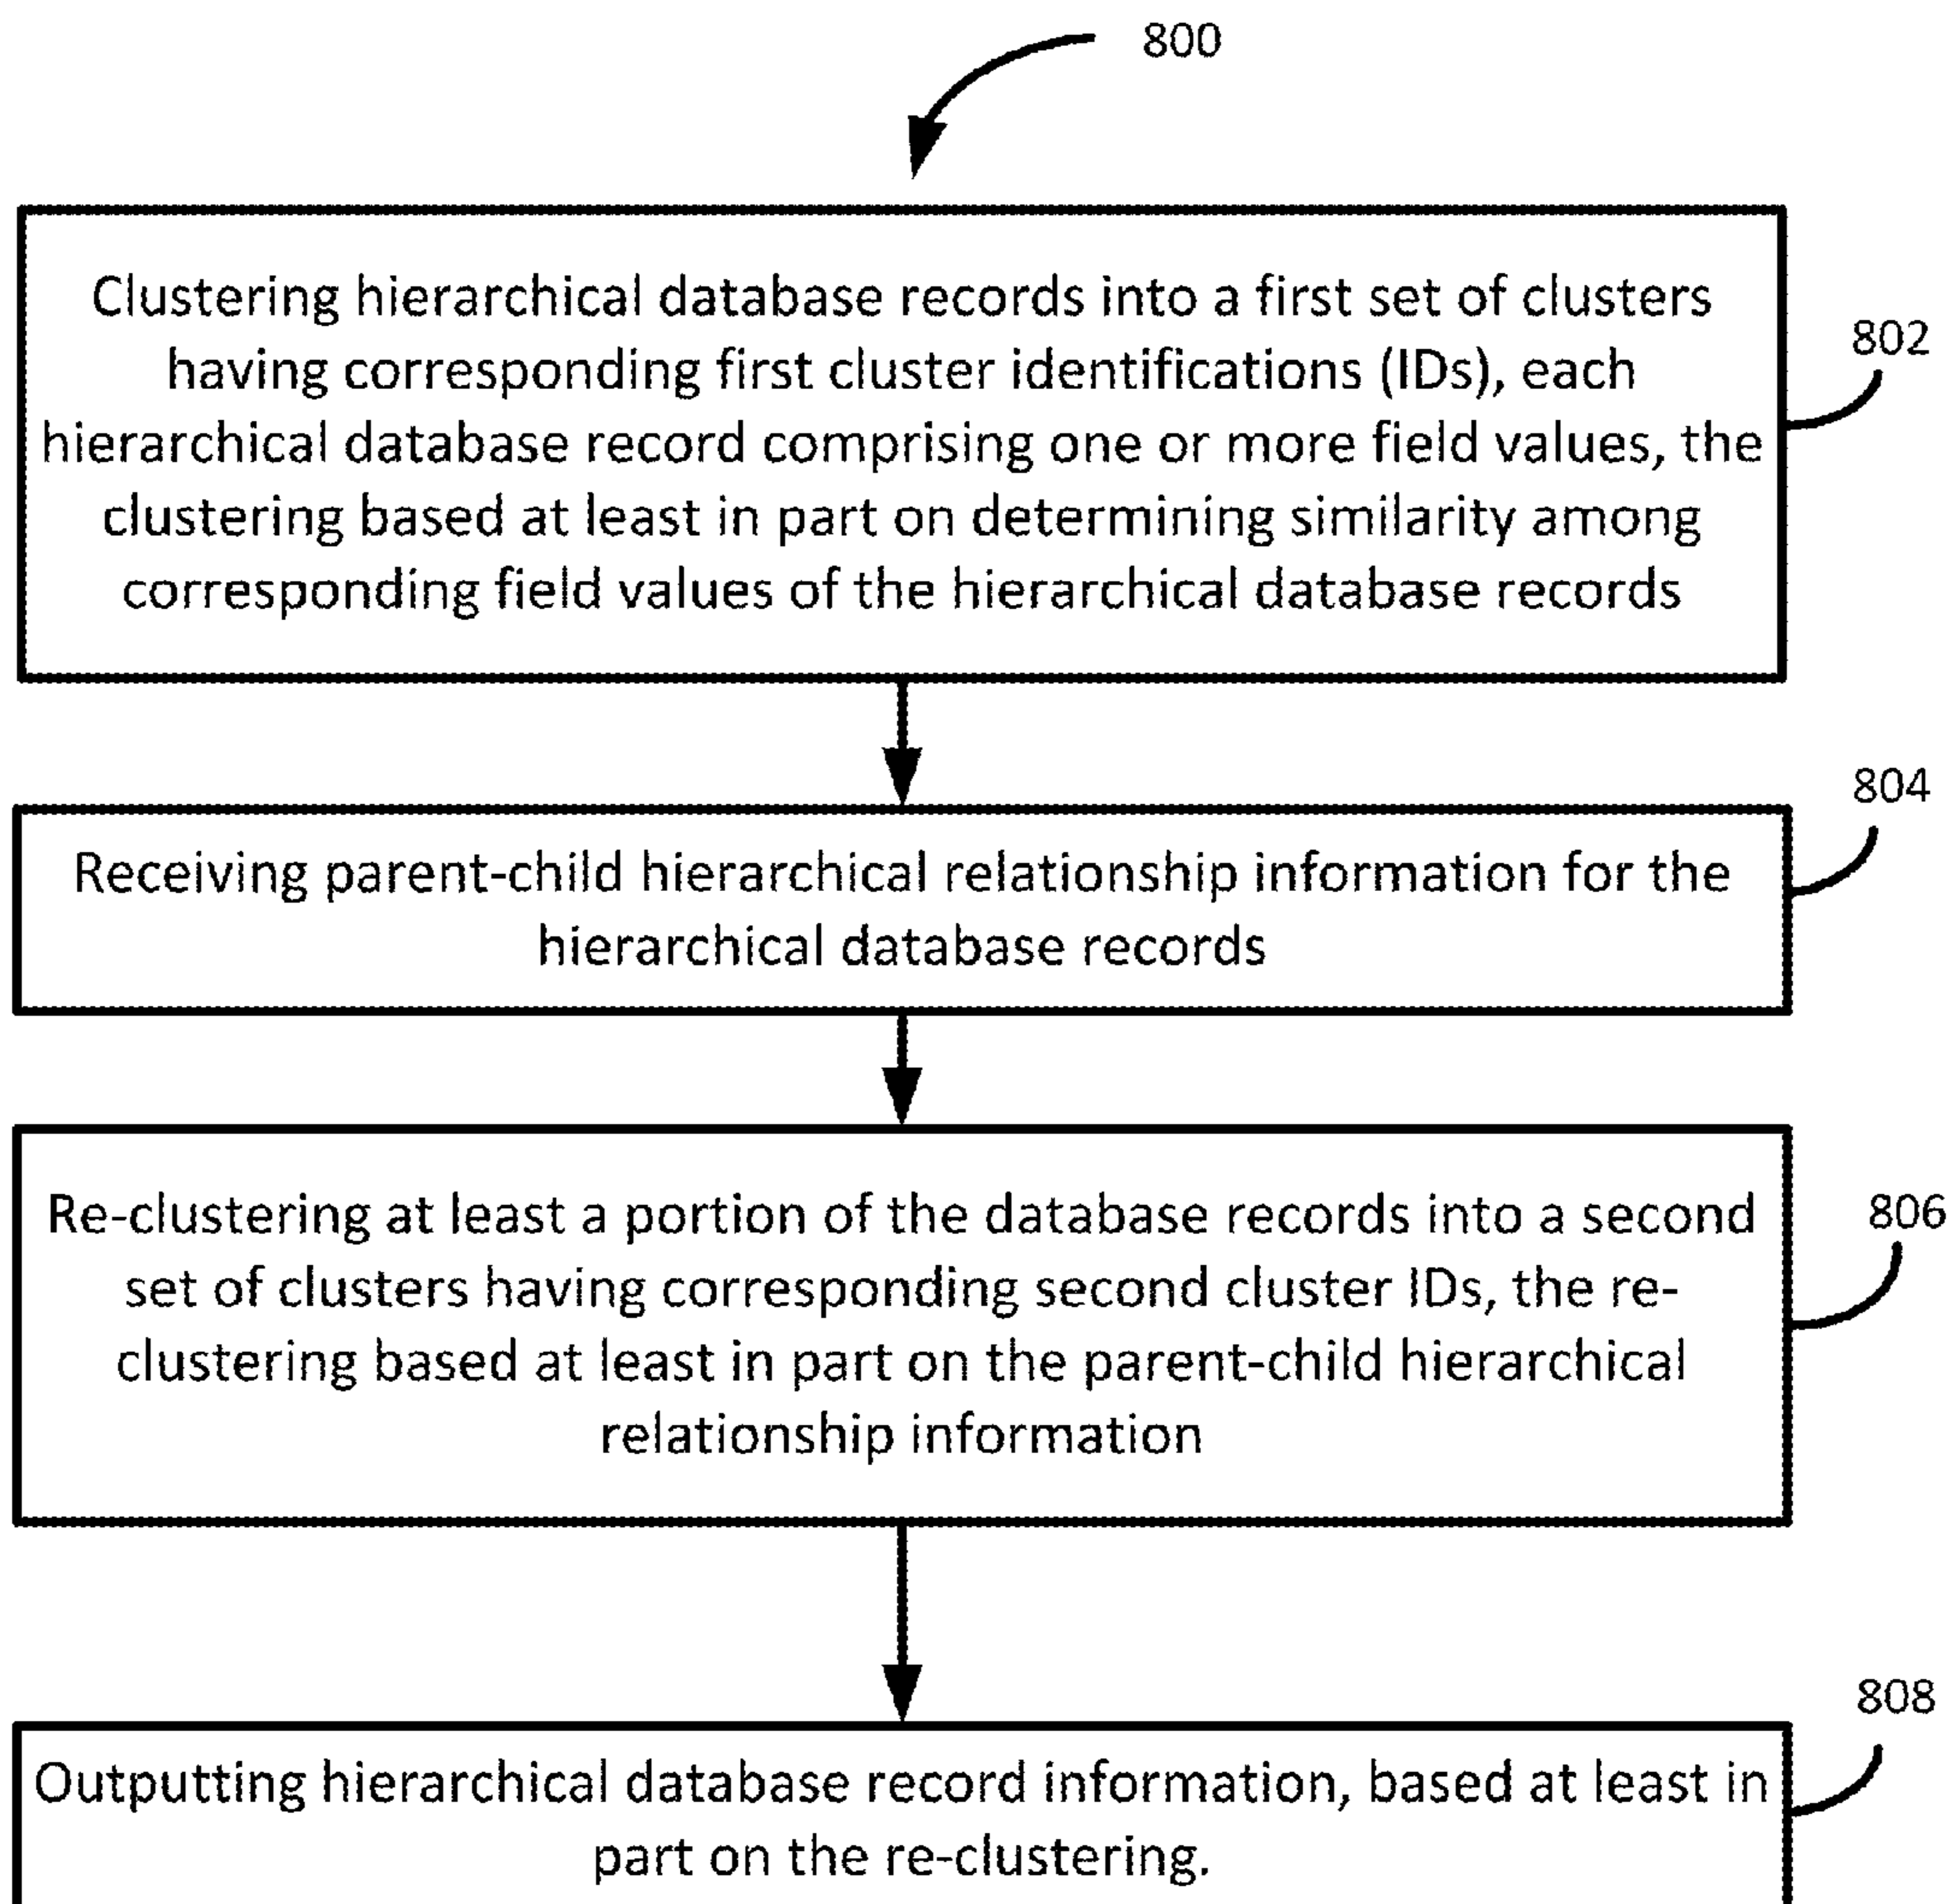 800
Clustering hierarchical database records into a first set of clusters
having corresponding first cluster identifications (IDs), each
hierarchical database record comprising one or more field values, the
clustering based at least in part on determining similarity among
corresponding field values of the hierarchical database records
802
Receiving parent-child hierarchical relationship information for the
hierarchical database records
804
Re-clustering at least a portion of the database records into a second
set of clusters having corresponding second cluster IDs, the re-
clustering based at least in part on the parent-child hierarchical
relationship information
806
Outputting hierarchical database record information, based at least in
part on the re-clustering.
808